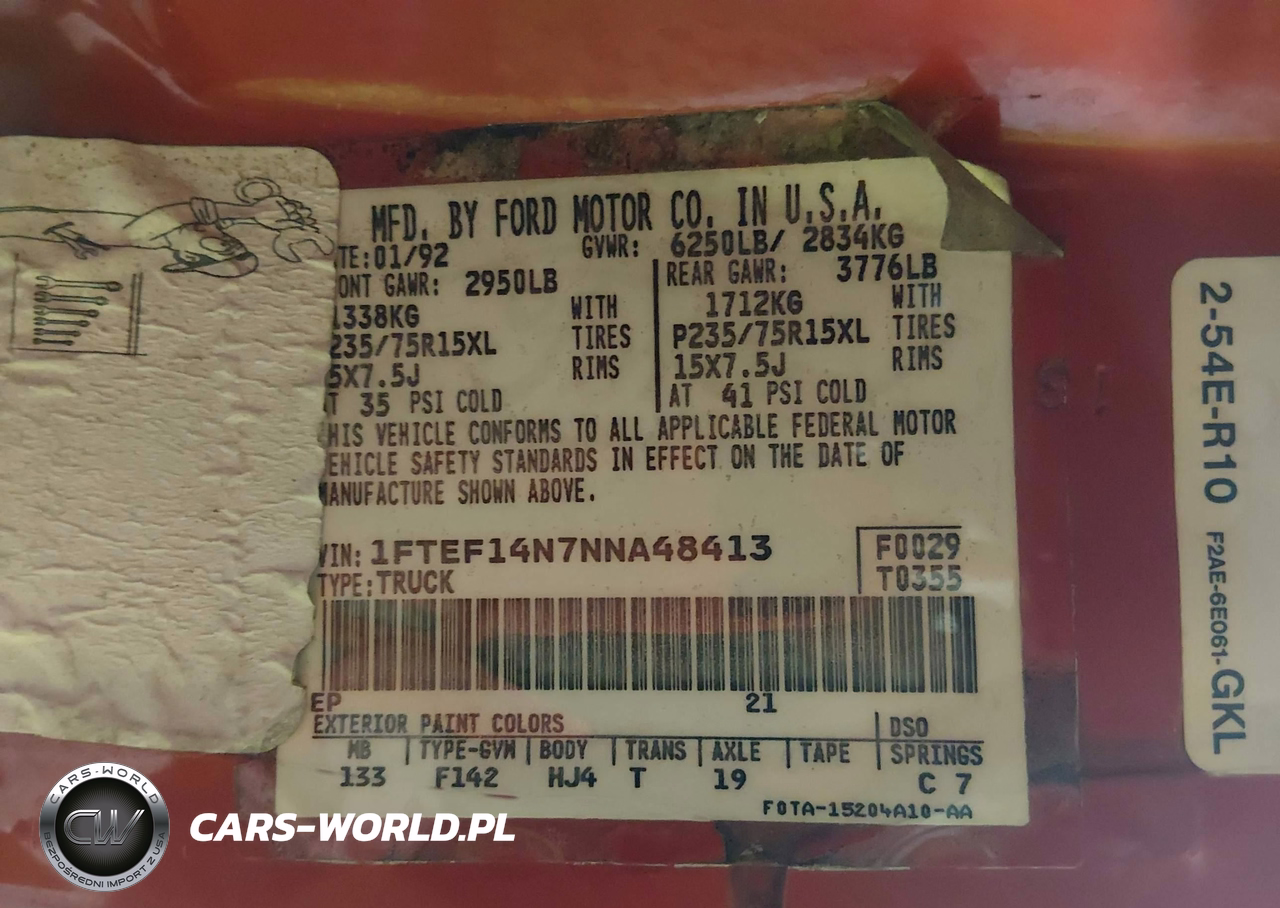 MFD. BY FORD MOTOR CO. IN U.S.A.
TE:01/92 GVWR: 6250LB/ 2834KG
ONT GAWR: 2950LB REAR GAWR: 3776LB
1338KG WITH 1712KG WITH
235/75R15XL TIRES P235/75R15XL TIRES
5X7.5J RIMS 15X7.5J RIMS
AT 35 PSI COLD AT 41 PSI COLD
HIS VEHICLE CONFORMS TO ALL APPLICABLE FEDERAL MOTOR
EHICLE SAFETY STANDARDS IN EFFECT ON THE DATE OF
MANUFACTURE SHOWN ABOVE.
VIN: 1FTEF14N7NNA48413 F0029
TYPE:TRUCK T0355
EP 21
EXTERIOR PAINT COLORS DSO
WB TYPE-GVW BODY TRANS AXLE TAPE SPRINGS
133 F142 HJ4 T 19 C 7
F0TA-15204A10-AA
2-54E-R10 F2AE-6E061-GKL
CARS-WORLD
CW
BEZPOŚREDNI IMPORT Z USA
CARS-WORLD.PL